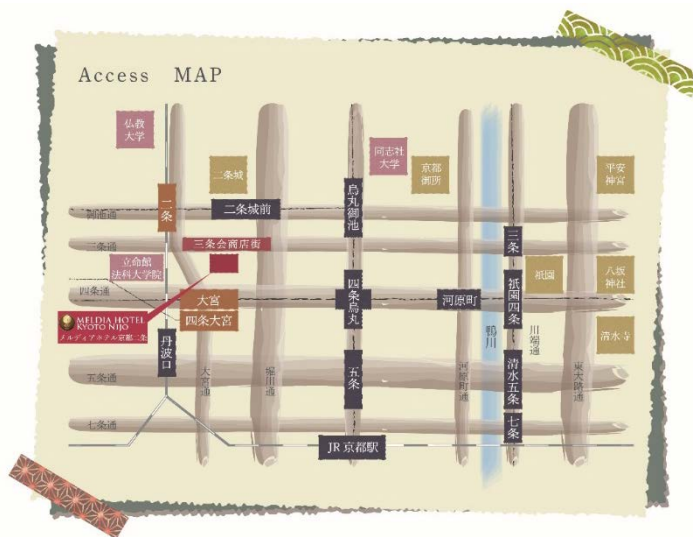 Access MAP
仏教
大学
二条城
同志社
大学
京都
御所
平安
神宮
二条
二条城前
烏丸御池
御池通
三条
三条会商店街
三条通
立命館
法科大学院
祇園
八坂
神社
四条通
大宮
四条大宮
四条烏丸
河原町
祇園四条
MELDIA HOTEL
KYOTO NIJO
メルディアホテル京都二条
丹波口
鴨川
川端通
清水寺
五条通
大宮通
堀川通
五条
河原町通
清水五条
東大路通
七条通
七条
JR京都駅